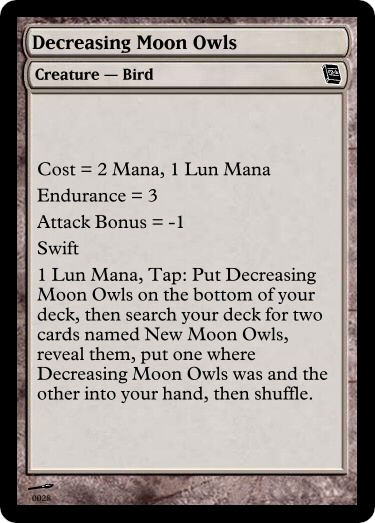 Decreasing Moon Owls
Creature — Bird
Cost = 2 Mana, 1 Lun Mana
Endurance = 3
Attack Bonus = -1
Swift
1 Lun Mana, Tap: Put Decreasing
Moon Owls on the bottom of your
deck, then search your deck for two
cards named New Moon Owls,
reveal them, put one where
Decreasing Moon Owls was and the
other into your hand, then shuffle.
0028